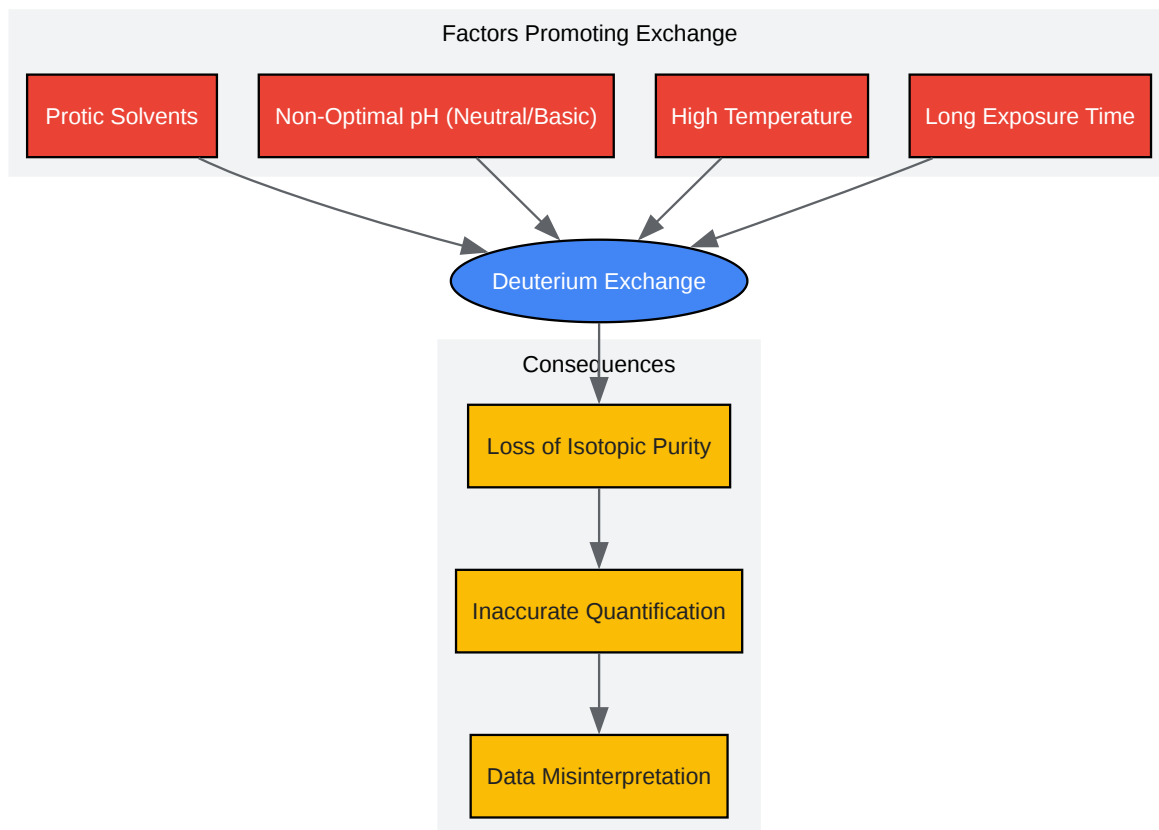 Factors Promoting Exchange
Protic Solvents
Non-Optimal pH (Neutral/Basic)
High Temperature
Long Exposure Time
Deuterium Exchange
Consequences
Loss of Isotopic Purity
Inaccurate Quantification
Data Misinterpretation